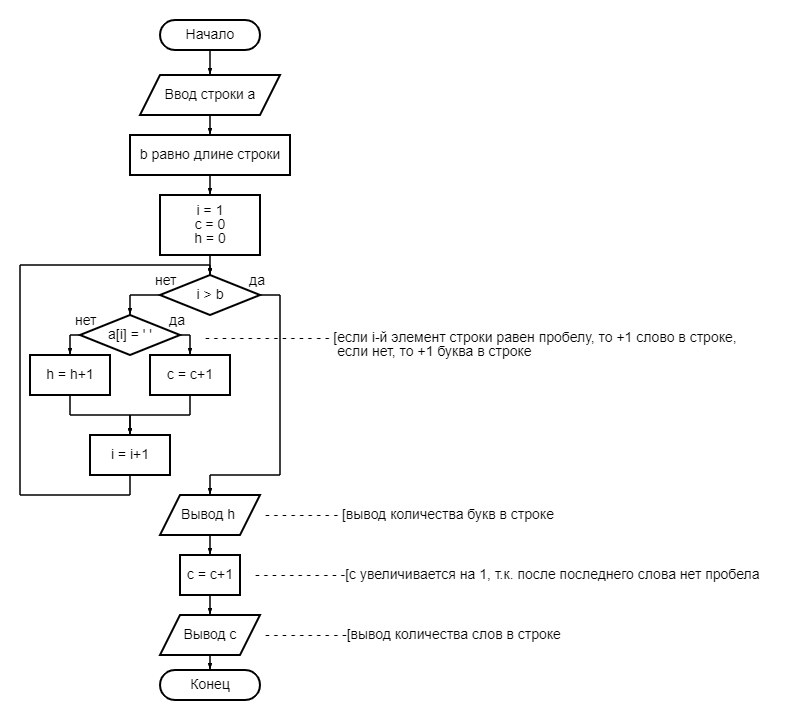 Начало
Ввод строки a
b равно длине строки
i = 1
c = 0
h = 0
нет
да
i > b
нет
да
a[i] = ' '
[если i-й элемент строки равен пробелу, то +1 слово в строке,
если нет, то +1 буква в строке
h = h+1
c = c+1
i = i+1
Вывод h
[вывод количества букв в строке
c = c+1
[с увеличивается на 1, т.к. после последнего слова нет пробела
Вывод c
[вывод количества слов в строке
Конец